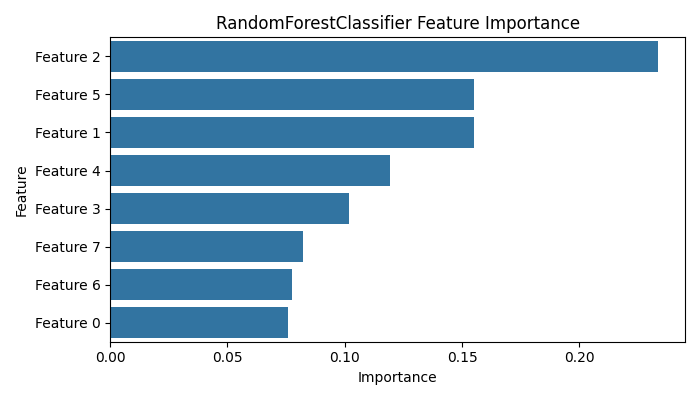 RandomForestClassifier Feature Importance
Feature
Feature 2
Feature 5
Feature 1
Feature 4
Feature 3
Feature 7
Feature 6
Feature 0
0.00 0.05 0.10 0.15 0.20
Importance